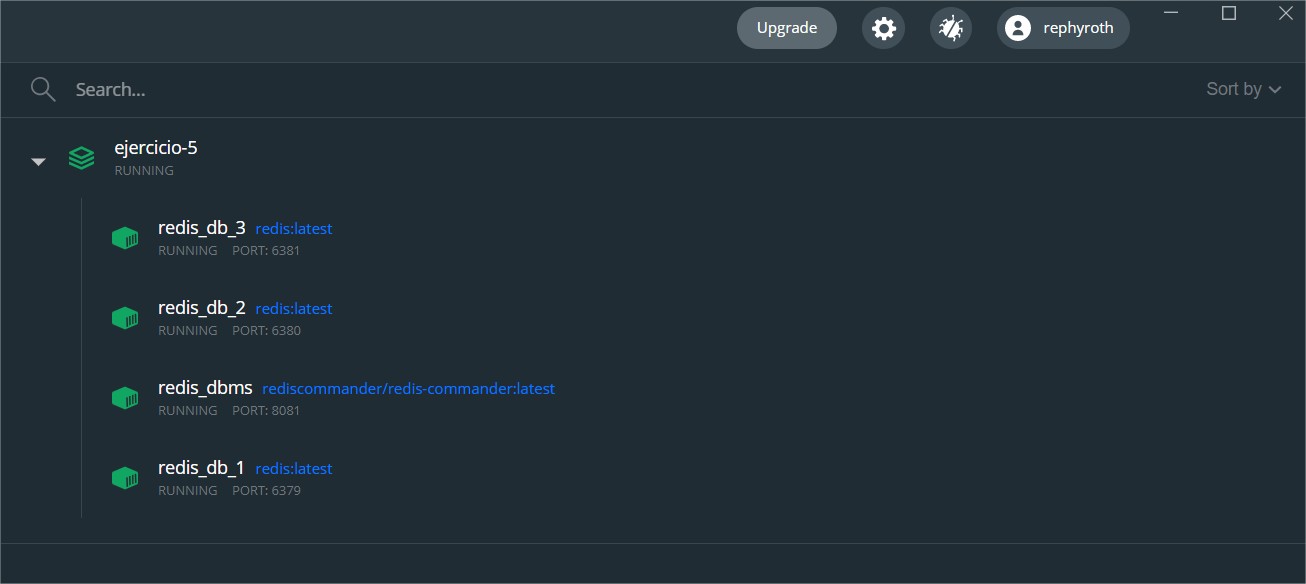 Upgrade rephyroth
Search... Sort by
ejercicio-5
RUNNING
redis_db_3 redis:latest
RUNNING PORT: 6381
redis_db_2 redis:latest
RUNNING PORT: 6380
redis_dbms rediscommander/redis-commander:latest
RUNNING PORT: 8081
redis_db_1 redis:latest
RUNNING PORT: 6379